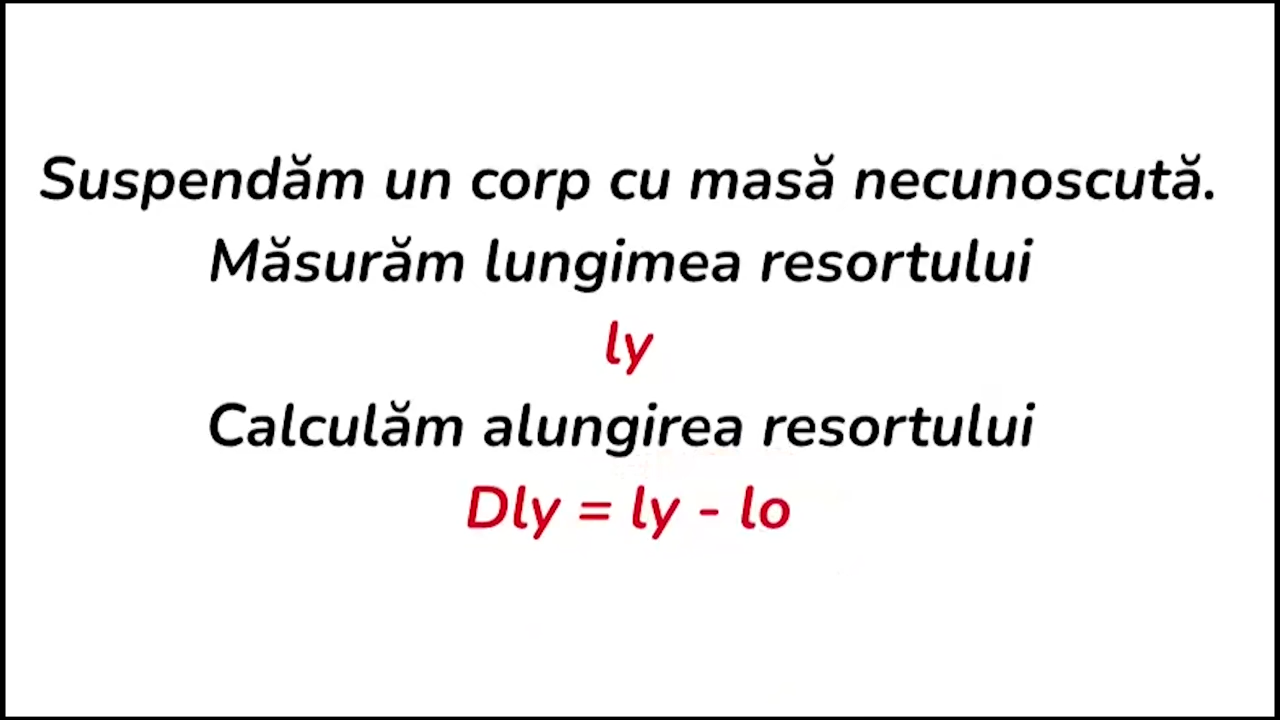 Suspendăm un corp cu masă necunoscută.
Măsurăm lungimea resortului
ly
Calculăm alungirea resortului
Dly = ly - lo